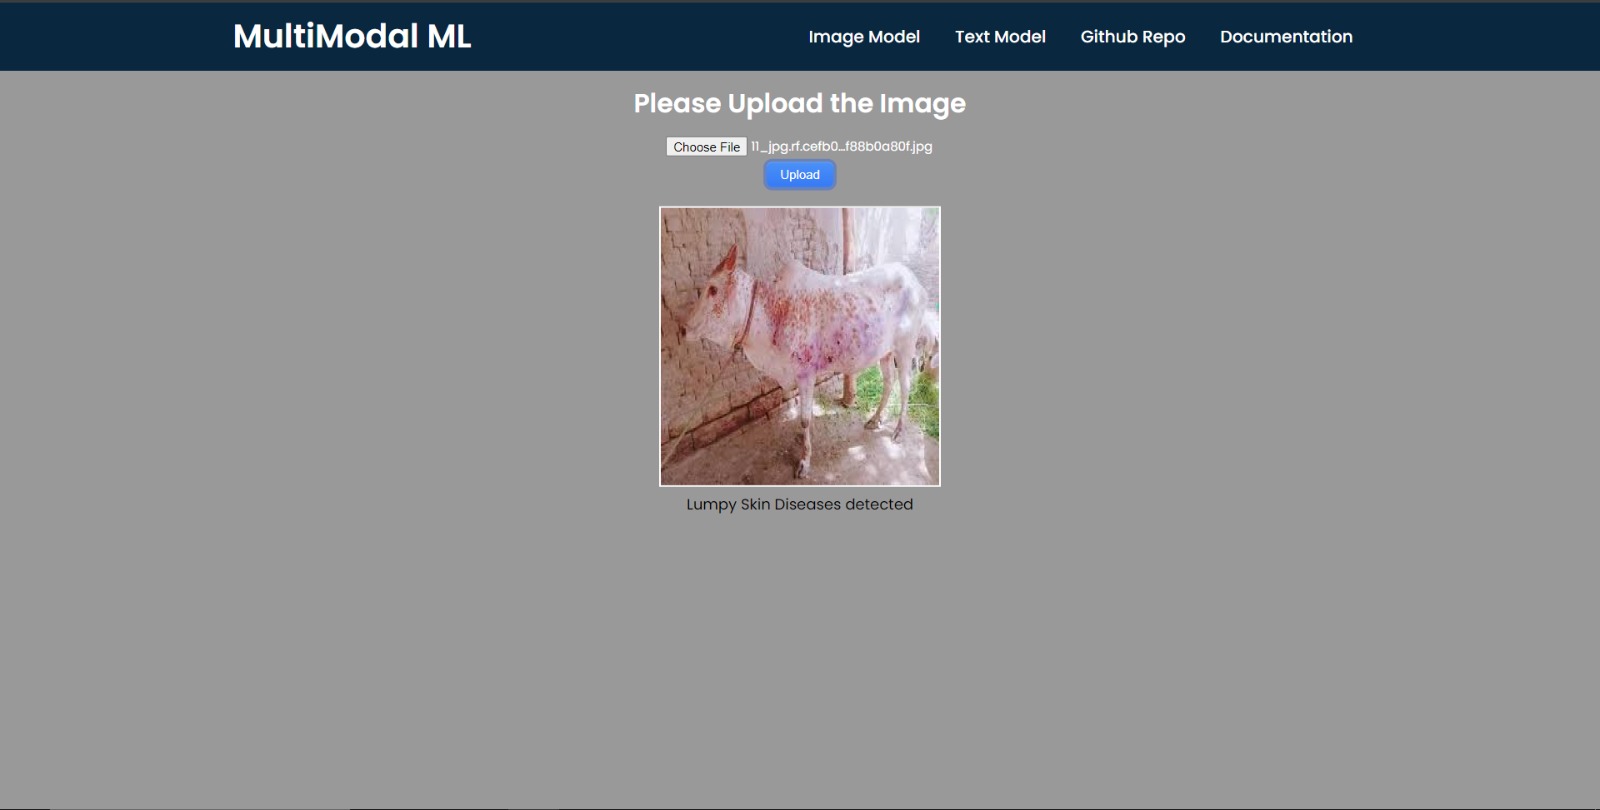 MultiModal ML
Image Model Text Model Github Repo Documentation
Please Upload the Image
Choose File 11_jpg.rf.cefb0...f88b0a80f.jpg
Upload
Lumpy Skin Diseases detected